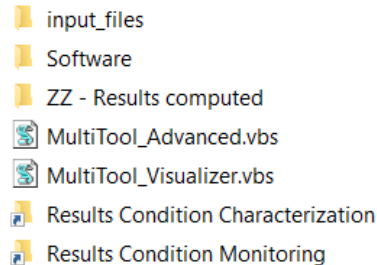 input_files
Software
ZZ - Results computed
MultiTool_Advanced.vbs
MultiTool_Visualizer.vbs
Results Condition Characterization
Results Condition Monitoring